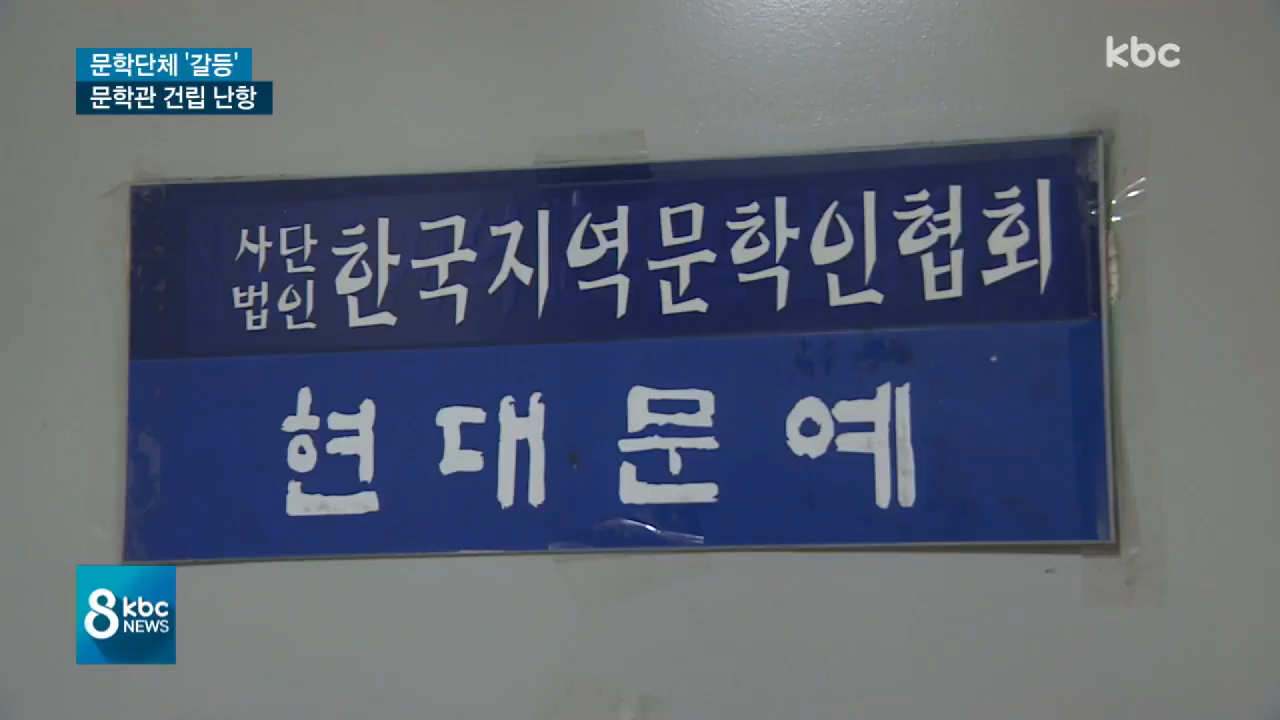 문학단체 '갈등'
문학관 건립 난항
kbc
사단
법인
한국지역문학인협회
현대문예
8 kbc
NEWS